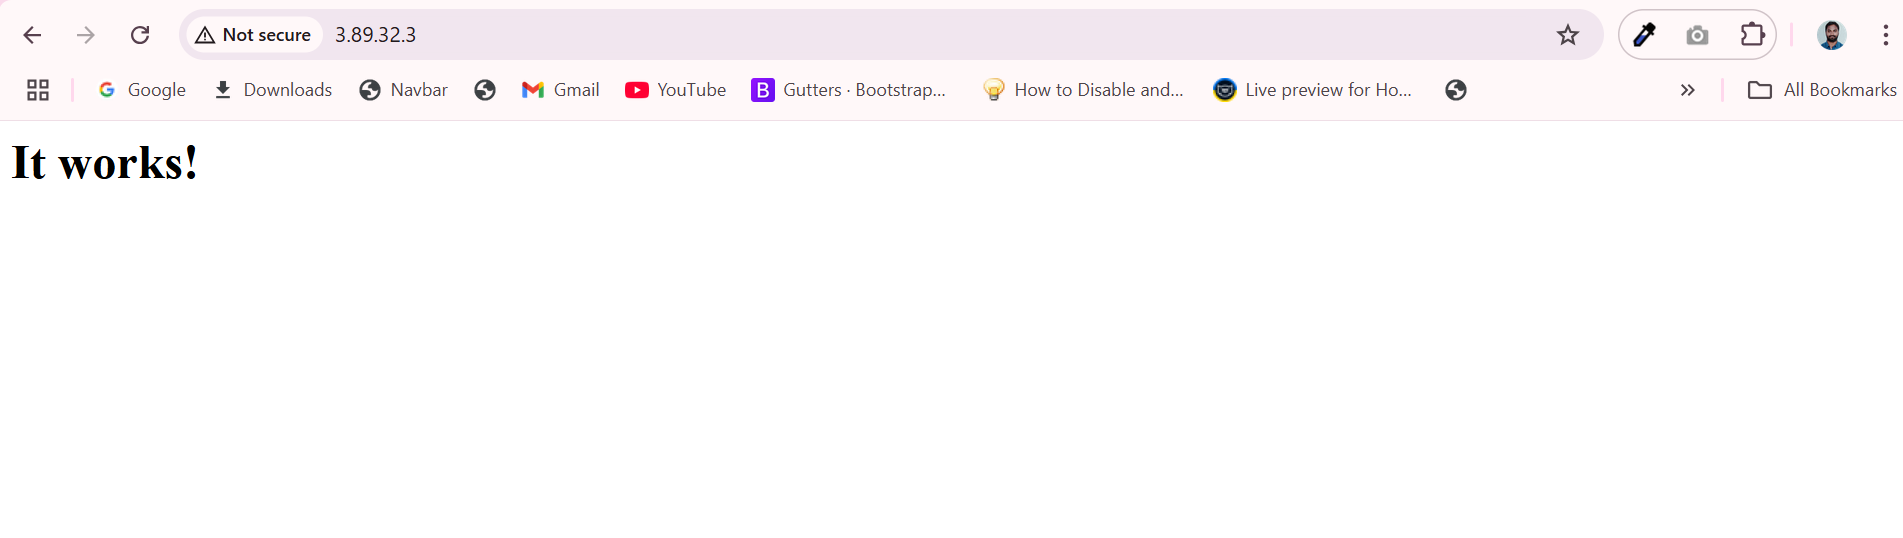 Not secure 3.89.32.3
Google Downloads Navbar Gmail YouTube B Gutters · Bootstrap... How to Disable and... Live preview for Ho... » All Bookmarks
It works!